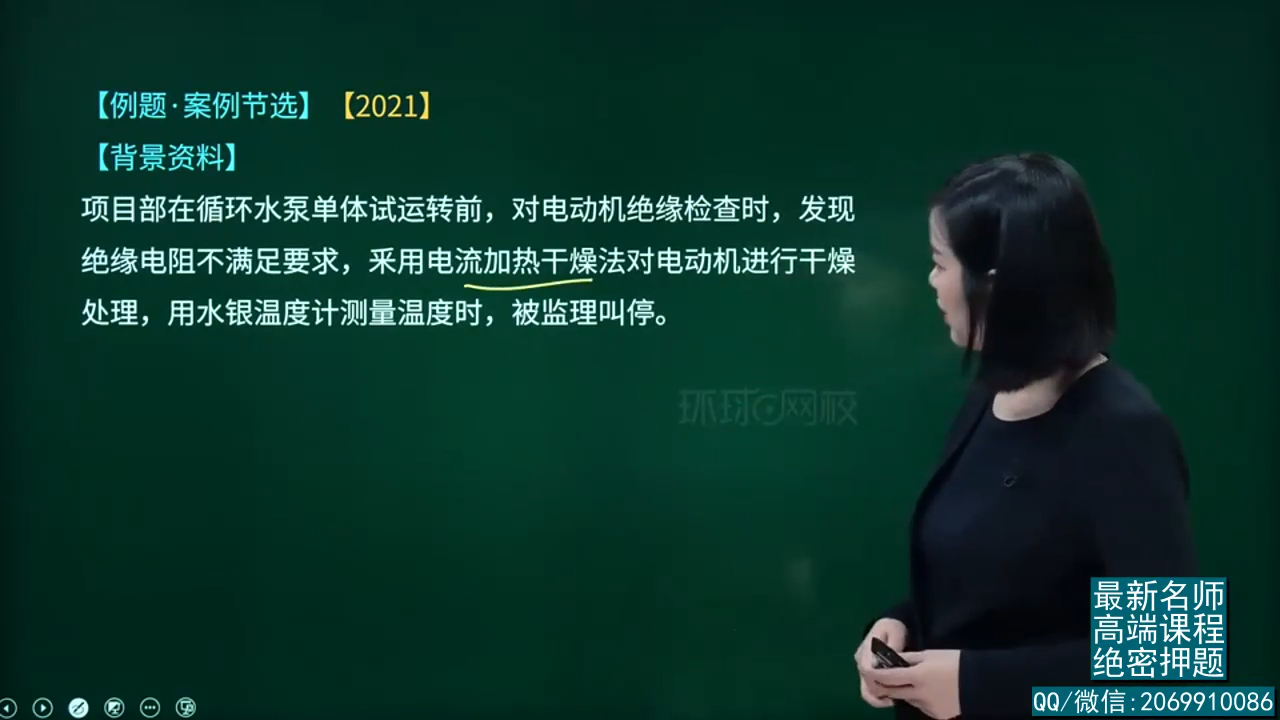 【例题·案例节选】【2021】
【背景资料】
项目部在循环水泵单体试运转前，对电动机绝缘检查时，发现
绝缘电阻不满足要求，采用电流加热干燥法对电动机进行干燥
处理，用水银温度计测量温度时，被监理叫停。
环球网校
最新名师
高端课程
绝密押题
QQ/微信:2069910086